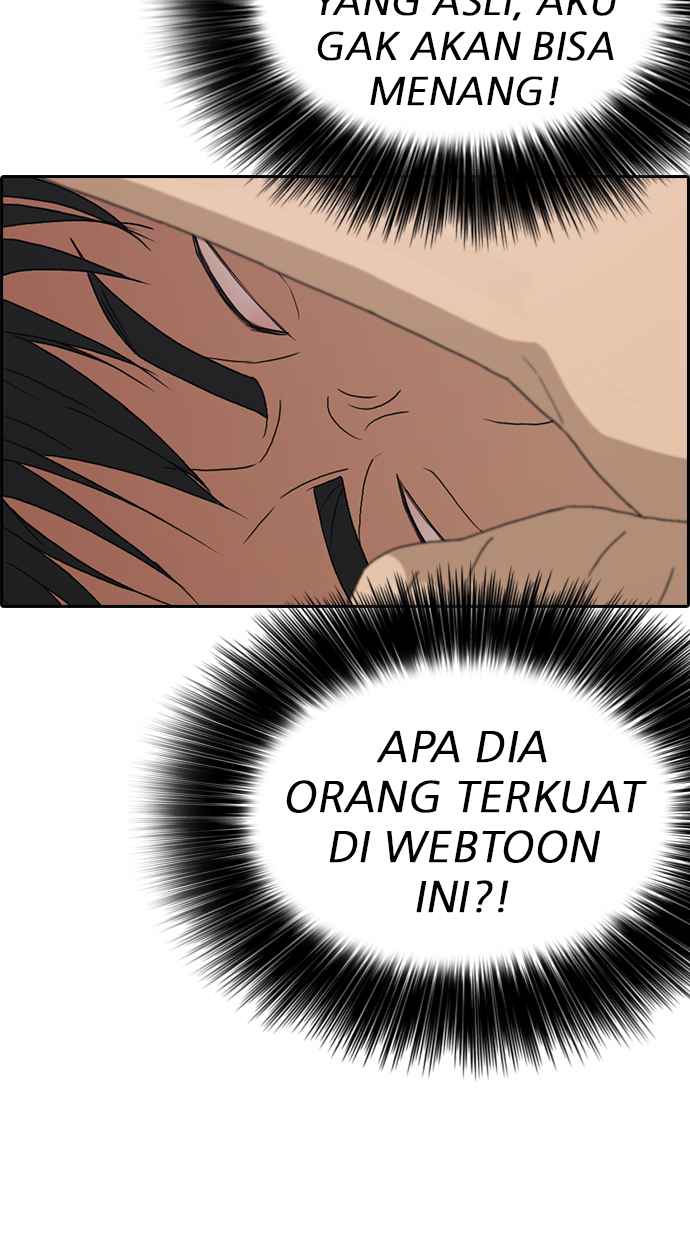 YANG ASLI, AKU
GAK AKAN BISA
MENANG!
APA DIA
ORANG TERKUAT
DI WEBTOON
INI?!